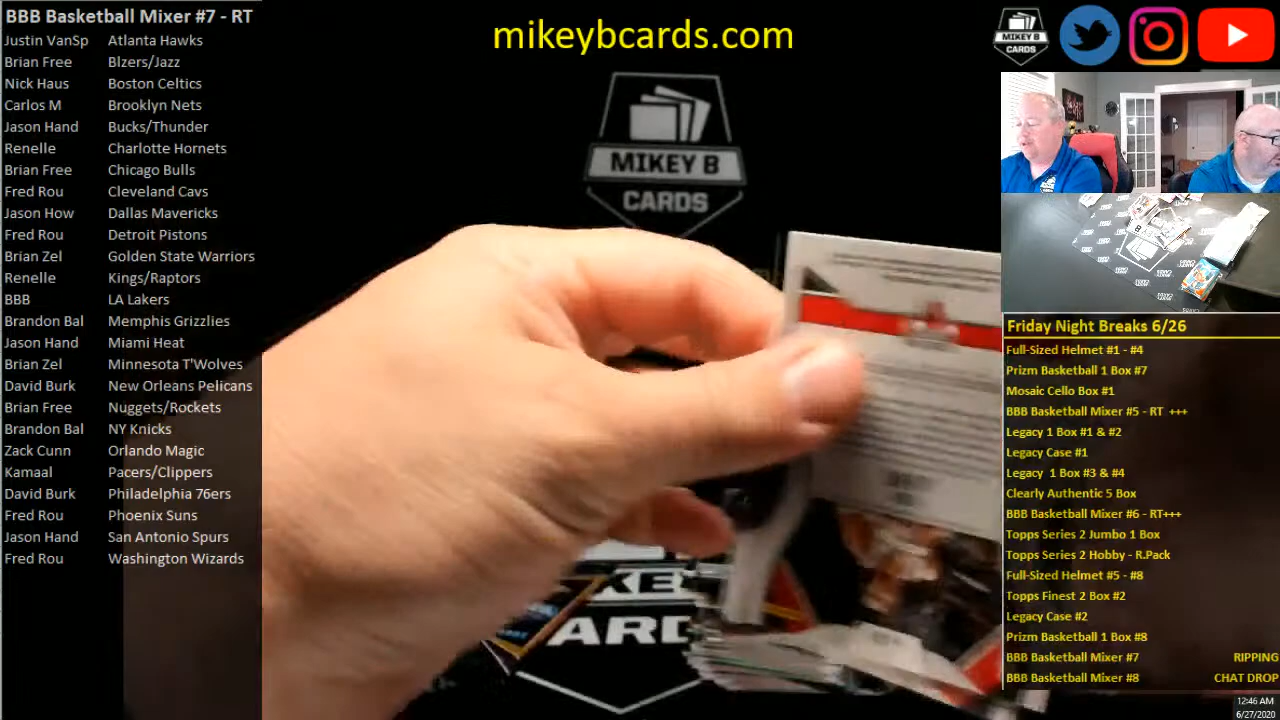 BBB Basketball Mixer #7 - RT
Justin VanSp Atlanta Hawks
Brian Free Blzers/Jazz
Nick Haus Boston Celtics
Carlos M Brooklyn Nets
Jason Hand Bucks/Thunder
Renelle Charlotte Hornets
Brian Free Chicago Bulls
Fred Rou Cleveland Cavs
Jason How Dallas Mavericks
Fred Rou Detroit Pistons
Brian Zel Golden State Warriors
Renelle Kings/Raptors
BBB LA Lakers
Brandon Bal Memphis Grizzlies
Jason Hand Miami Heat
Brian Zel Minnesota T'Wolves
David Burk New Orleans Pelicans
Brian Free Nuggets/Rockets
Brandon Bal NY Knicks
Zack Cunn Orlando Magic
Kamaal Pacers/Clippers
David Burk Philadelphia 76ers
Fred Rou Phoenix Suns
Jason Hand San Antonio Spurs
Fred Rou Washington Wizards
mikeybcards.com
MIKEY B
CARDS
MIKEY B
CARDS
Friday Night Breaks 6/26
Full-Sized Helmet #1 - #4
Prizm Basketball 1 Box #7
Mosaic Cello Box #1
BBB Basketball Mixer #5 - RT +++
Legacy 1 Box #1 & #2
Legacy Case #1
Legacy 1 Box #3 & #4
Clearly Authentic 5 Box
BBB Basketball Mixer #6 - RT+++
Topps Series 2 Jumbo 1 Box
Topps Series 2 Hobby - R.Pack
Full-Sized Helmet #5 - #8
Topps Finest 2 Box #2
Legacy Case #2
Prizm Basketball 1 Box #8
BBB Basketball Mixer #7 RIPPING
BBB Basketball Mixer #8 CHAT DROP
12:46 AM
6/27/2020